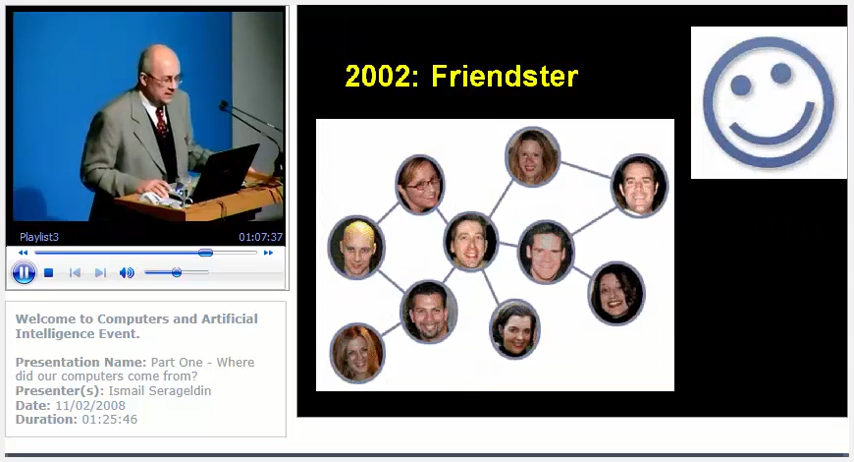 2002: Friendster
Playlist3
01:07:37
Welcome to Computers and Artificial
Intelligence Event.
Presentation Name: Part One - Where
did our computers come from?
Presenter(s): Ismail Serageldin
Date: 11/02/2008
Duration: 01:25:46